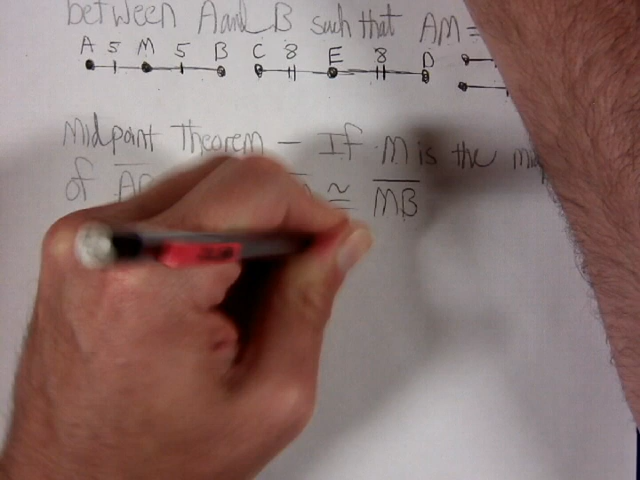 between A and B such that AM =
A 5 M 5 B C 8 E 8 D
Midpoint Theorem - If M is the
of ≅ MB